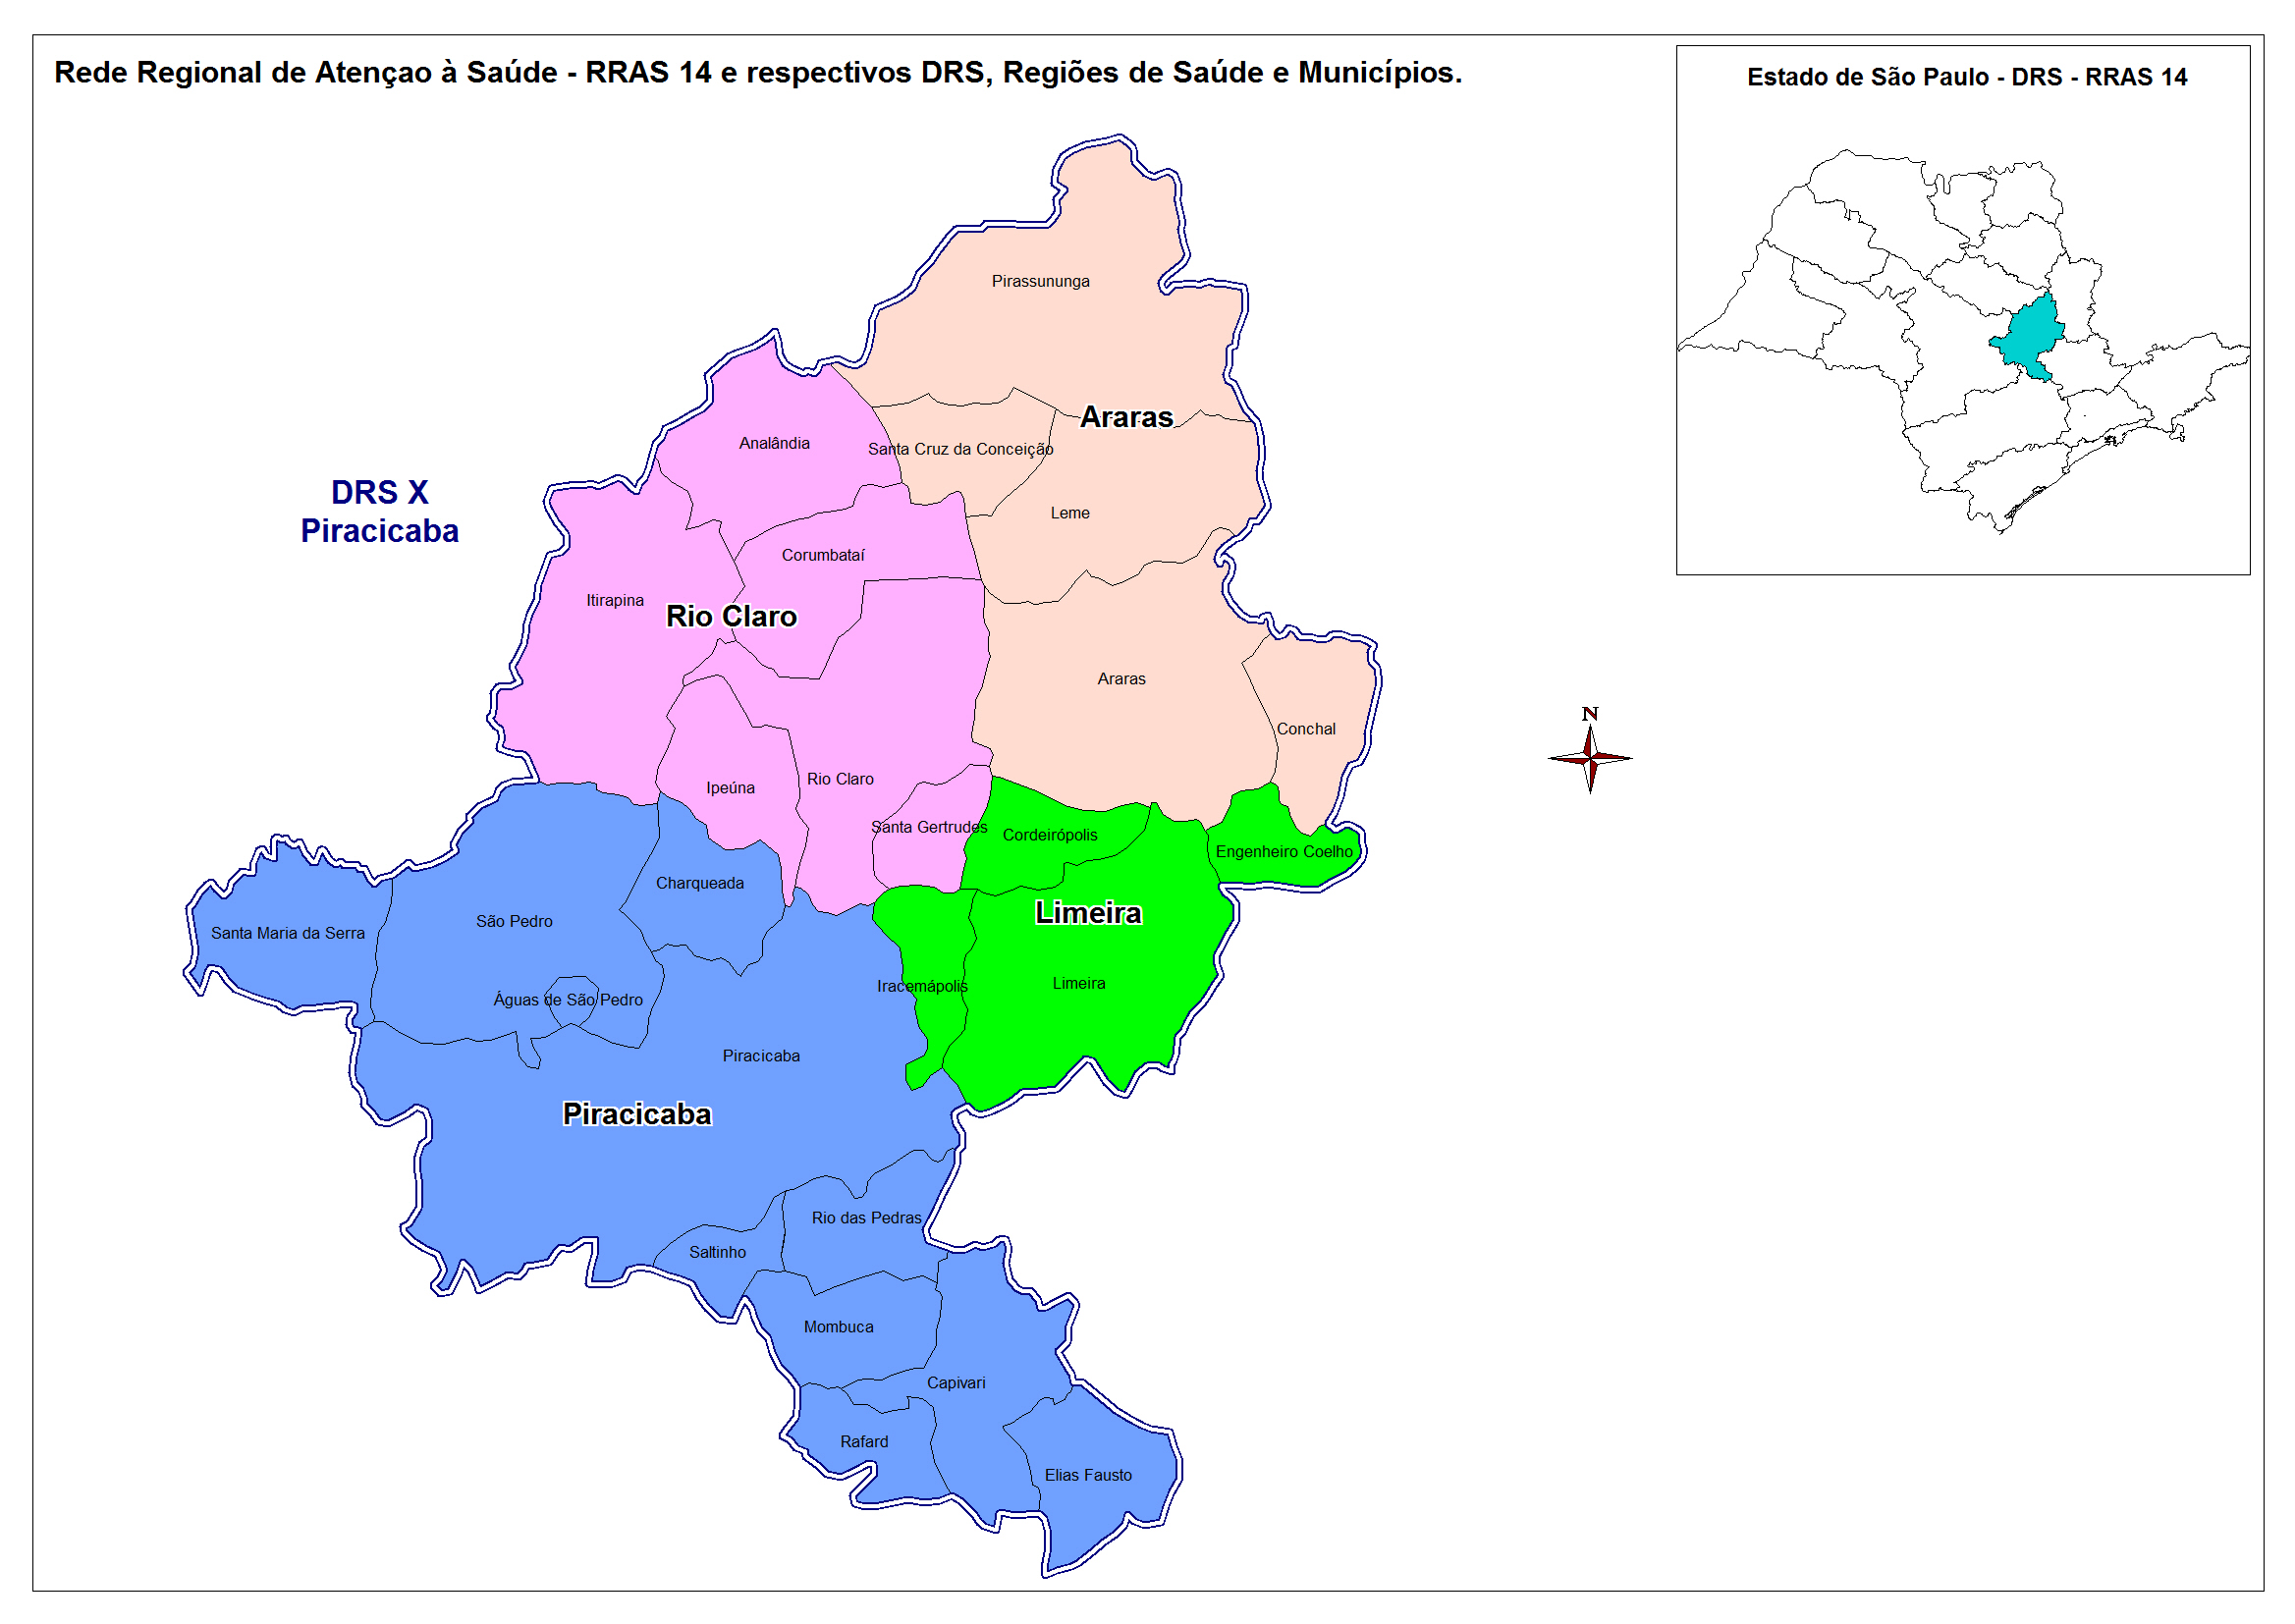 Rede Regional de Atençao à Saúde - RRAS 14 e respectivos DRS, Regiões de Saúde e Municípios.
Estado de São Paulo - DRS - RRAS 14
Pirassununga
Araras
Analândia
Santa Cruz da Conceição
DRS X
Piracicaba
Leme
Corumbataí
Itirapina
Rio Claro
Araras
N
Conchal
Rio Claro
Ipeúna
Santa Gertrudes
Cordeirópolis
Engenheiro Coelho
Charqueada
Limeira
São Pedro
Santa Maria da Serra
Iracemápolis
Limeira
Águas de São Pedro
Piracicaba
Piracicaba
Rio das Pedras
Saltinho
Mombuca
Capivari
Rafard
Elias Fausto